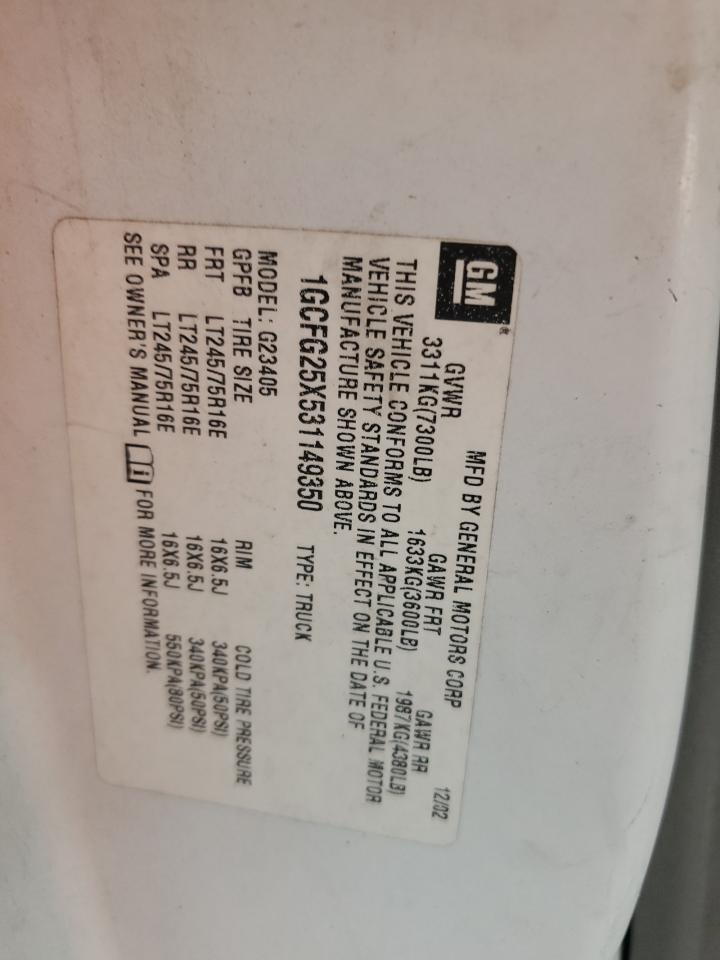 GM
MFD BY GENERAL MOTORS CORP 12/02
GVWR GAWR FRT GAWR RR
3311KG(7300LB) 1633KG(3600LB) 1987KG(4380LB)
THIS VEHICLE CONFORMS TO ALL APPLICABLE U.S. FEDERAL MOTOR
VEHICLE SAFETY STANDARDS IN EFFECT ON THE DATE OF
MANUFACTURE SHOWN ABOVE.
1GCFG25X531149350 TYPE: TRUCK
MODEL: G23405
GPFB TIRE SIZE RIM COLD TIRE PRESSURE
FRT LT245/75R16E 16X6.5J 340KPA(50PSI)
RR LT245/75R16E 16X6.5J 340KPA(50PSI)
SPA LT245/75R16E 16X6.5J 550KPA(80PSI)
SEE OWNER'S MANUAL i FOR MORE INFORMATION.